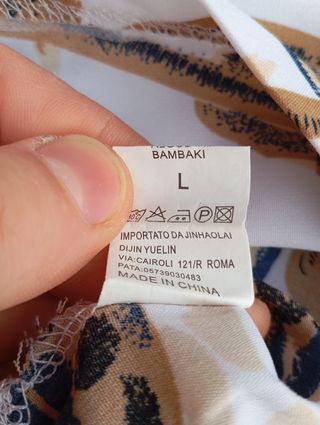 BAMBAKI
L
IMPORTATO DA JINHAOLAI
DIJIN YUELIN
VIA:CAIROLI 121/R ROMA
PATA:05739030483
MADE IN CHINA